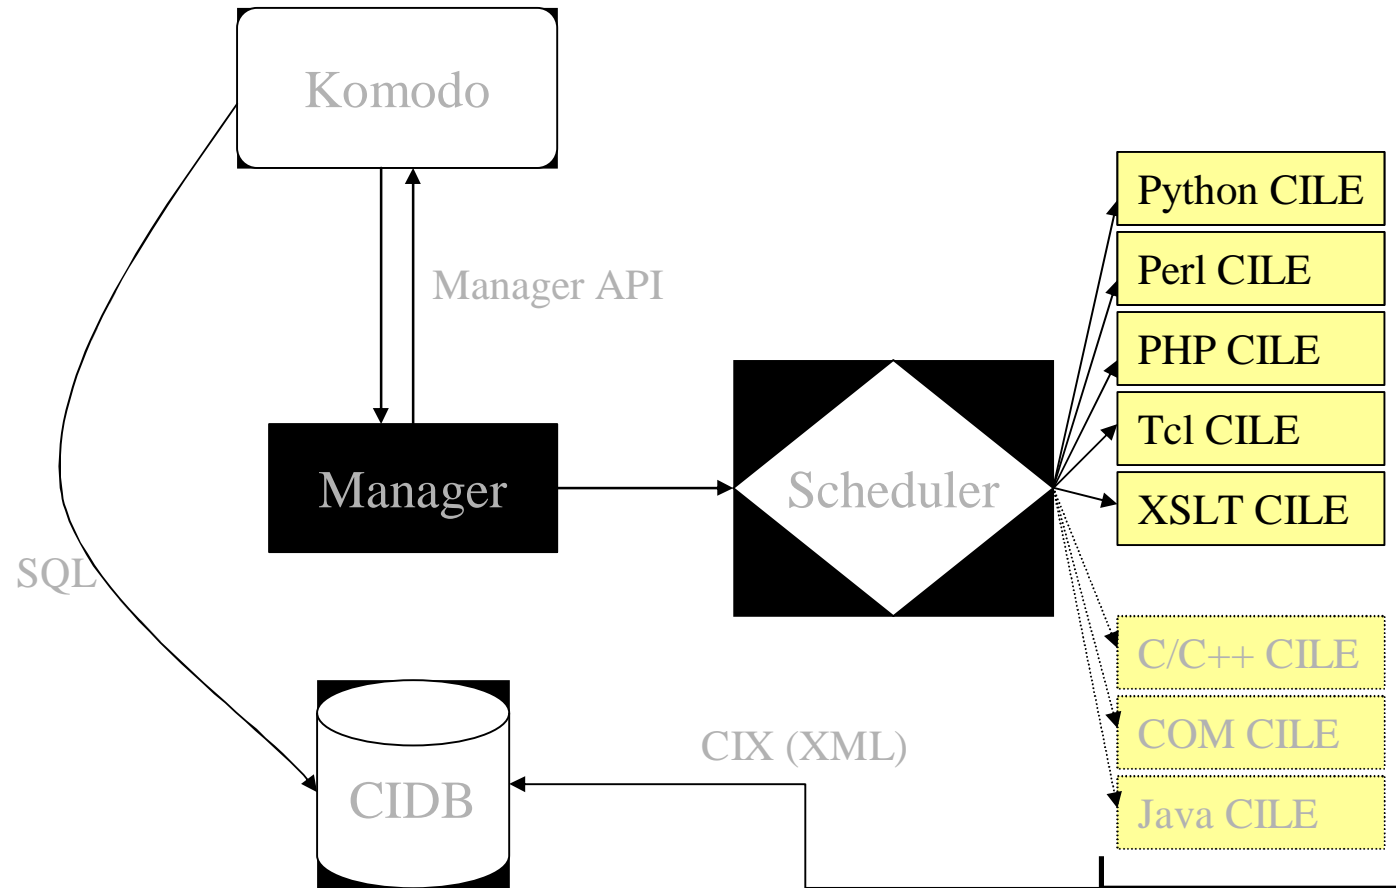 Komodo
Python CILE
Perl CILE
Manager API
PHP CILE
Tcl CILE
Manager
Scheduler
XSLT CILE
SQL
C/C++ CILE
COM CILE
CIX (XML)
CIDB
Java CILE